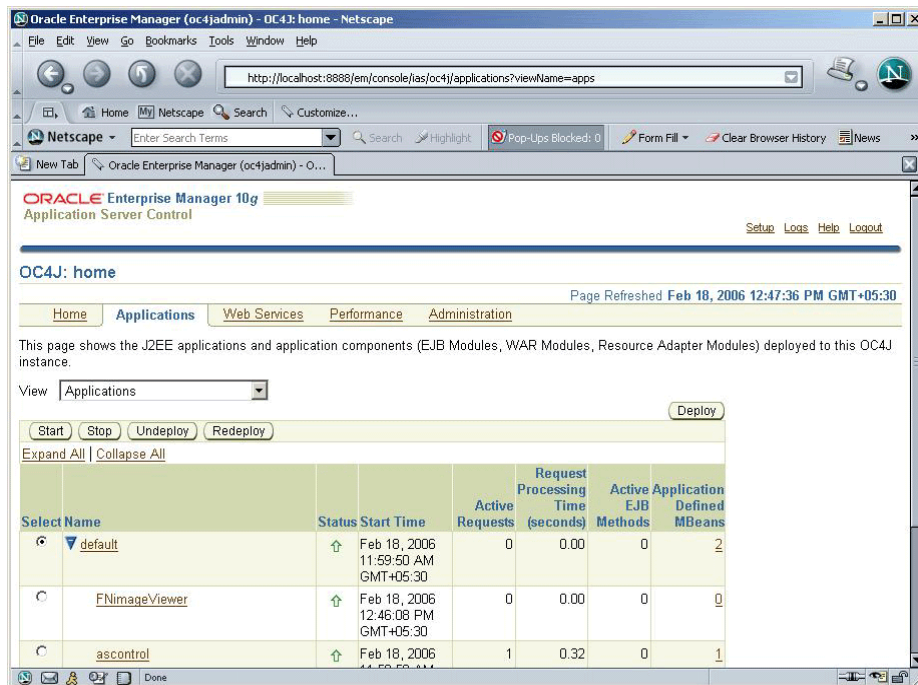 Oracle Enterprise Manager (oc4jadmin) - OC4J: home - Netscape
File Edit View Go Bookmarks Tools Window Help
http://localhost:8888/em/console/ias/oc4j/applications?viewName=apps
Home My Netscape Search Customize...
Netscape Enter Search Terms Search Highlight Pop-Ups Blocked: 0 Form Fill Clear Browser History News
New Tab Oracle Enterprise Manager (oc4jadmin) - O...
ORACLE Enterprise Manager 10g
Application Server Control
Setup Logs Help Logout
OC4J: home
Page Refreshed Feb 18, 2006 12:47:36 PM GMT+05:30
Home Applications Web Services Performance Administration
This page shows the J2EE applications and application components (EJB Modules, WAR Modules, Resource Adapter Modules) deployed to this OC4J
instance.
View Applications
Deploy
Start Stop Undeploy Redeploy
Expand All | Collapse All
Select Name Status Start Time Active Requests Request Processing Time (seconds) Active EJB Methods Application Defined MBeans
default Feb 18, 2006 11:59:50 AM GMT+05:30 0 0.00 0 2
FNimageViewer Feb 18, 2006 12:46:08 PM GMT+05:30 0 0.00 0 0
ascontrol Feb 18, 2006 1 0.32 0 1
Done